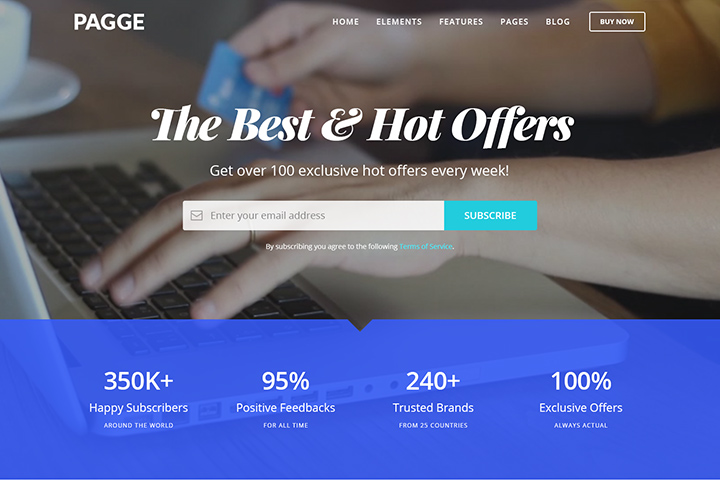 PAGGE
HOME ELEMENTS FEATURES PAGES BLOG BUY NOW
The Best & Hot Offers
Get over 100 exclusive hot offers every week!
Enter your email address SUBSCRIBE
By subscribing you agree to the following Terms of Service.
350K+ 95% 240+ 100%
Happy Subscribers Positive Feedbacks Trusted Brands Exclusive Offers
AROUND THE WORLD FOR ALL TIME FROM 25 COUNTRIES ALWAYS ACTUAL